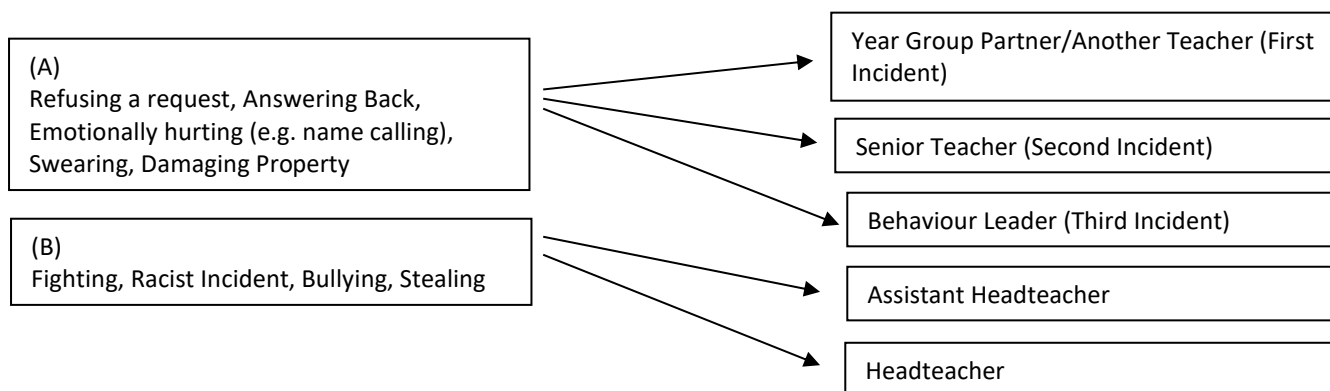 (A)
Refusing a request, Answering Back,
Emotionally hurting (e.g. name calling),
Swearing, Damaging Property
(B)
Fighting, Racist Incident, Bullying, Stealing
Year Group Partner/Another Teacher (First
Incident)
Senior Teacher (Second Incident)
Behaviour Leader (Third Incident)
Assistant Headteacher
Headteacher